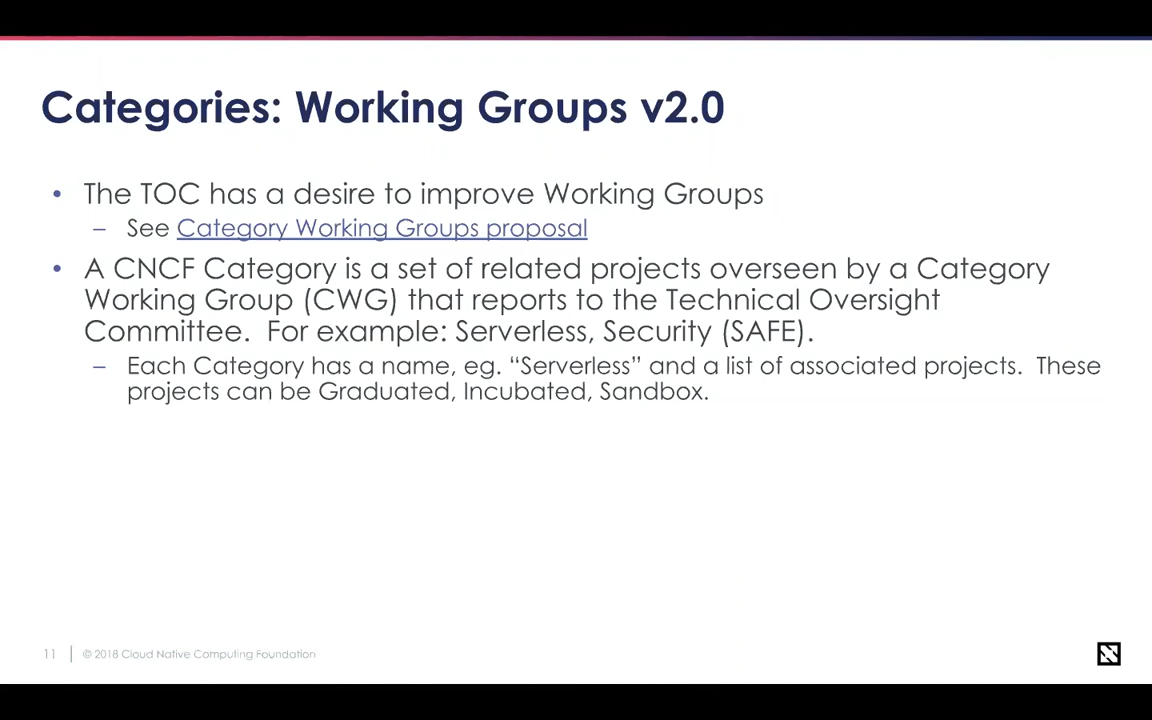 Categories: Working Groups v2.0
• The TOC has a desire to improve Working Groups
– See Category Working Groups proposal
• A CNCF Category is a set of related projects overseen by a Category
Working Group (CWG) that reports to the Technical Oversight
Committee.  For example: Serverless, Security (SAFE).
– Each Category has a name, eg. “Serverless” and a list of associated projects.  These
projects can be Graduated, Incubated, Sandbox.
11 © 2018 Cloud Native Computing Foundation